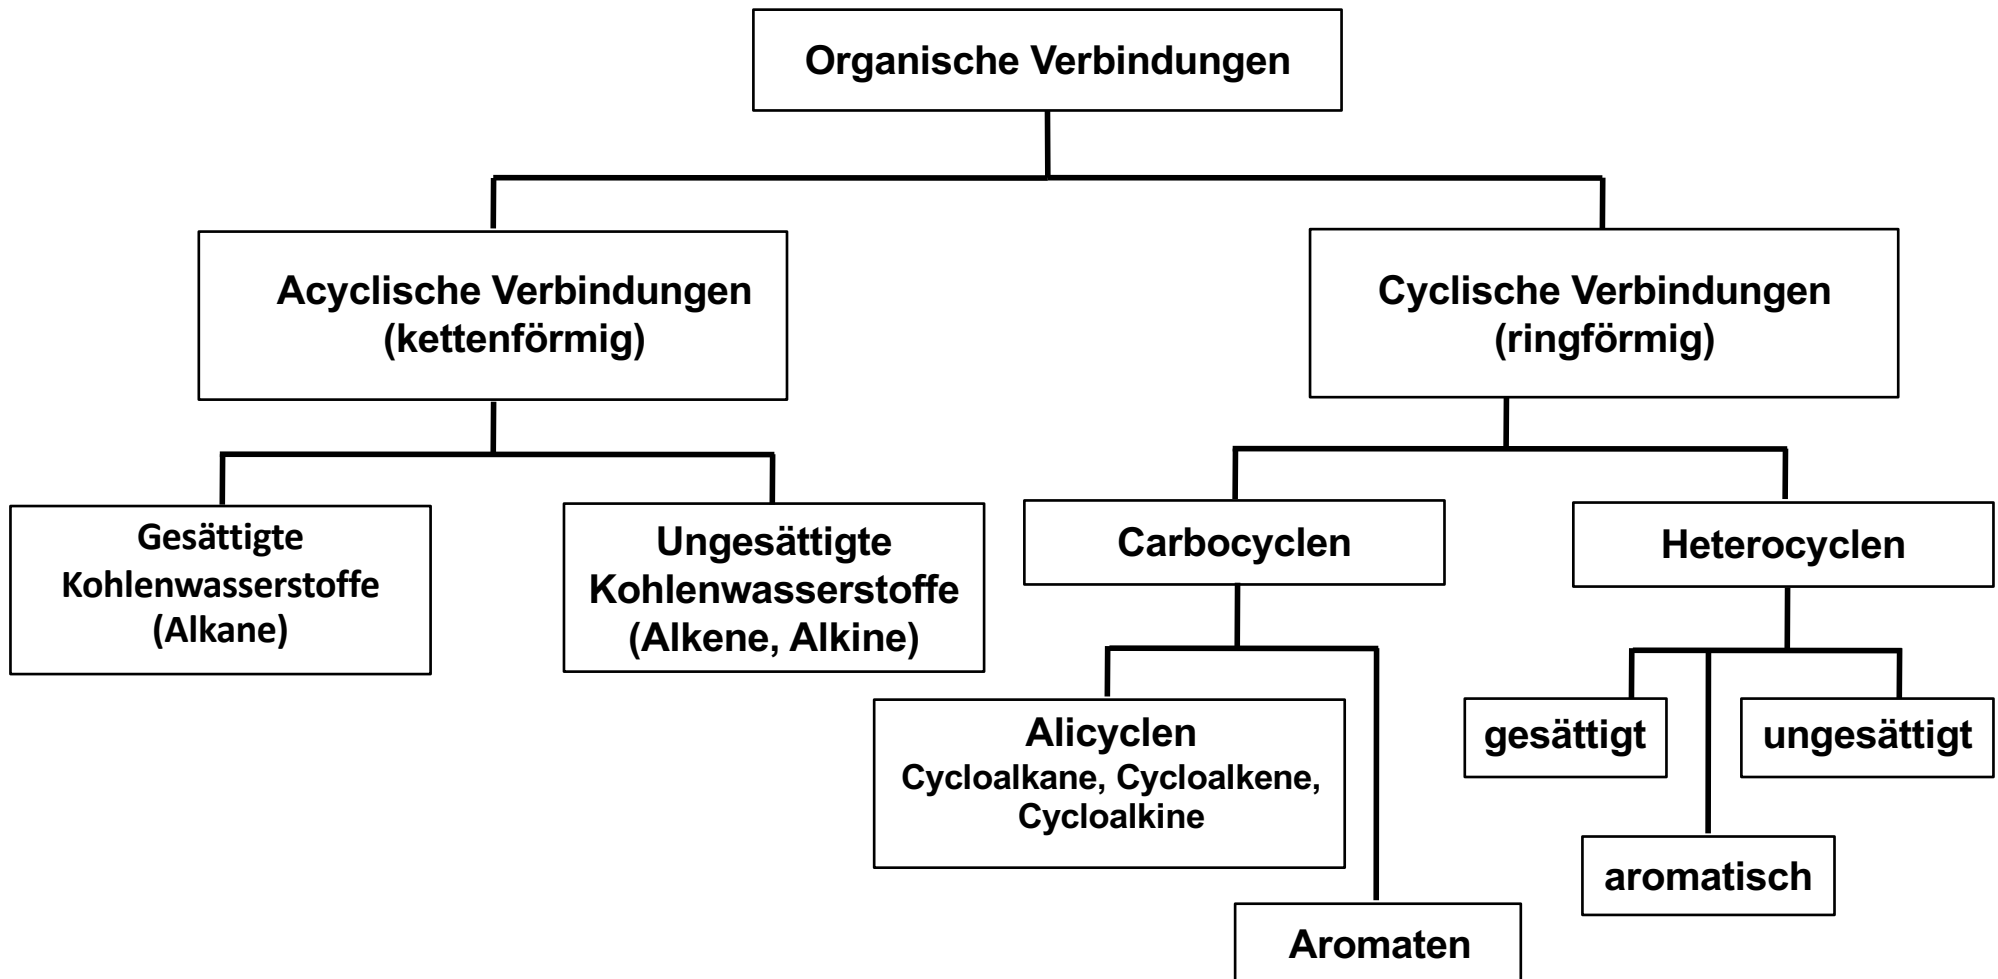 Organische Verbindungen
Acyclische Verbindungen
(kettenförmig)
Cyclische Verbindungen
(ringförmig)
Gesättigte
Kohlenwasserstoffe
(Alkane)
Ungesättigte
Kohlenwasserstoffe
(Alkene, Alkine)
Carbocyclen
Heterocyclen
Alicyclen
Cycloalkane, Cycloalkene,
Cycloalkine
gesättigt
ungesättigt
aromatisch
Aromaten